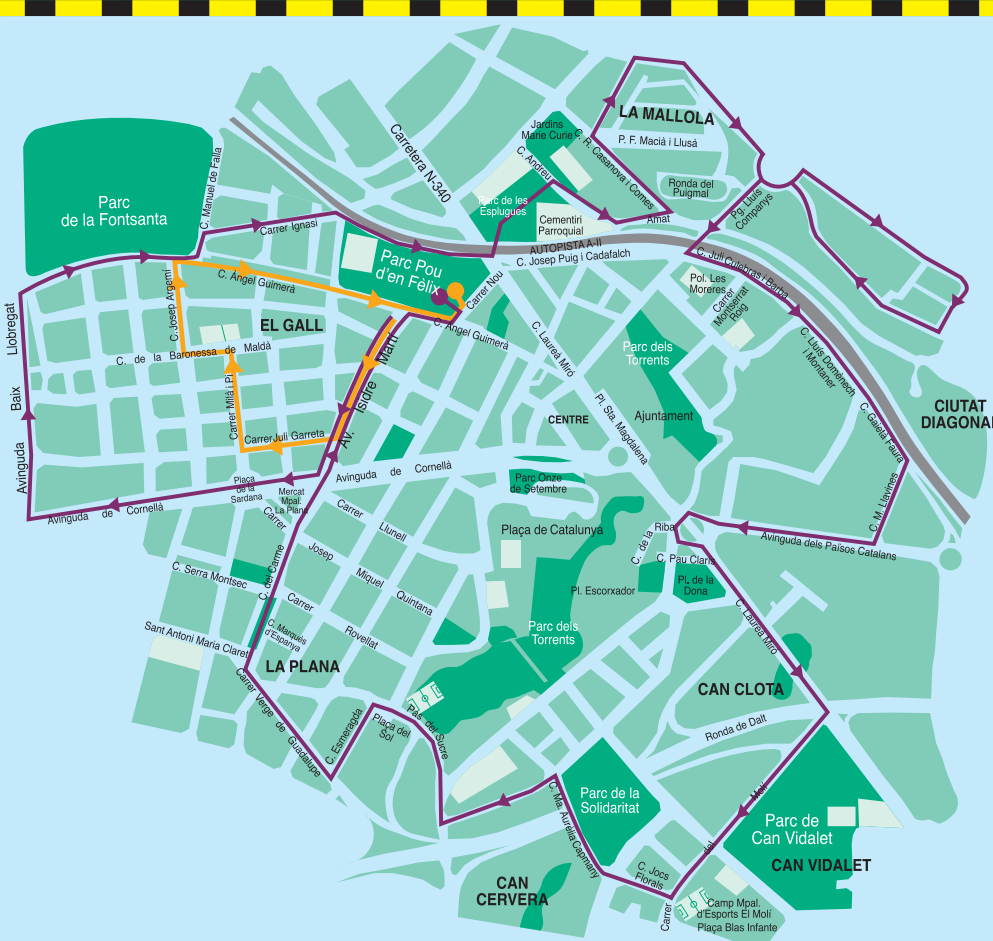 LA MALLOLA
Jardins
Marie Curie
C. R. Casanova i Comes
P. F. Macià i Llusá
Carretera N-340
C. Andreu
Ronda del
Puigmal
Parc de les
Esplugues
Cementiri
Parroquial
Amat
Pg. Lluís
Companys
C. Manuel de Falla
Parc
de la Fontsanta
Carrer Ignasi
AUTOPISTA A-II
C. Josep Puig i Cadafalch
C. Juli Culebras i Barba
Parc Pou
d'en Fèlix
Carrer Nou
C. Àngel Guimerà
C. Àngel Guimerà
C. Josep Argemí
Pol. Les
Moreres
Carrer
Montserrat
Roig
EL GALL
C. de la Baronessa de Maldà
C. Laureà Miró
Parc dels
Torrents
C. Lluís Domènech
i Montaner
Avinguda Baix Llobregat
Av. Isidre Martí
Carrer Milà i Pi
Carrer Juli Garreta
CENTRE
Pl. Sta. Magdalena
Ajuntament
CIUTAT
DIAGONAL
C. Gaietà Faura
Avinguda de Cornellà
Avinguda de Cornellà
Plaça
de la
Sardana
Mercat
Mpal.
La Plana
Parc Onze
de Setembre
C. M. Llavines
Avinguda dels Països Catalans
Plaça de Catalunya
C. de la Riba
C. Pau Claris
Carrer Llunell
Carrer Josep Miquel Quintana
C. del Carme
C. Serra Montsec
Carrer Rovellat
Pl. Escorxador
Pl. de la
Dona
C. Laureà Miró
Sant Antoni Maria Claret
C. Marquès
d'Espanya
Parc dels
Torrents
LA PLANA
CAN CLOTA
Carrer Verge de Guadalupe
C. Esmeragda
Plaça del
Sol
Pas. del Sucre
Ronda de Dalt
Parc de la
Solidaritat
C. Ma. Aurèlia Capmany
Carrer del Molí
Parc de
Can Vidalet
CAN VIDALET
C. Jocs
Florals
CAN
CERVERA
Camp Mpal.
d'Esports El Molí
Plaça Blas Infante